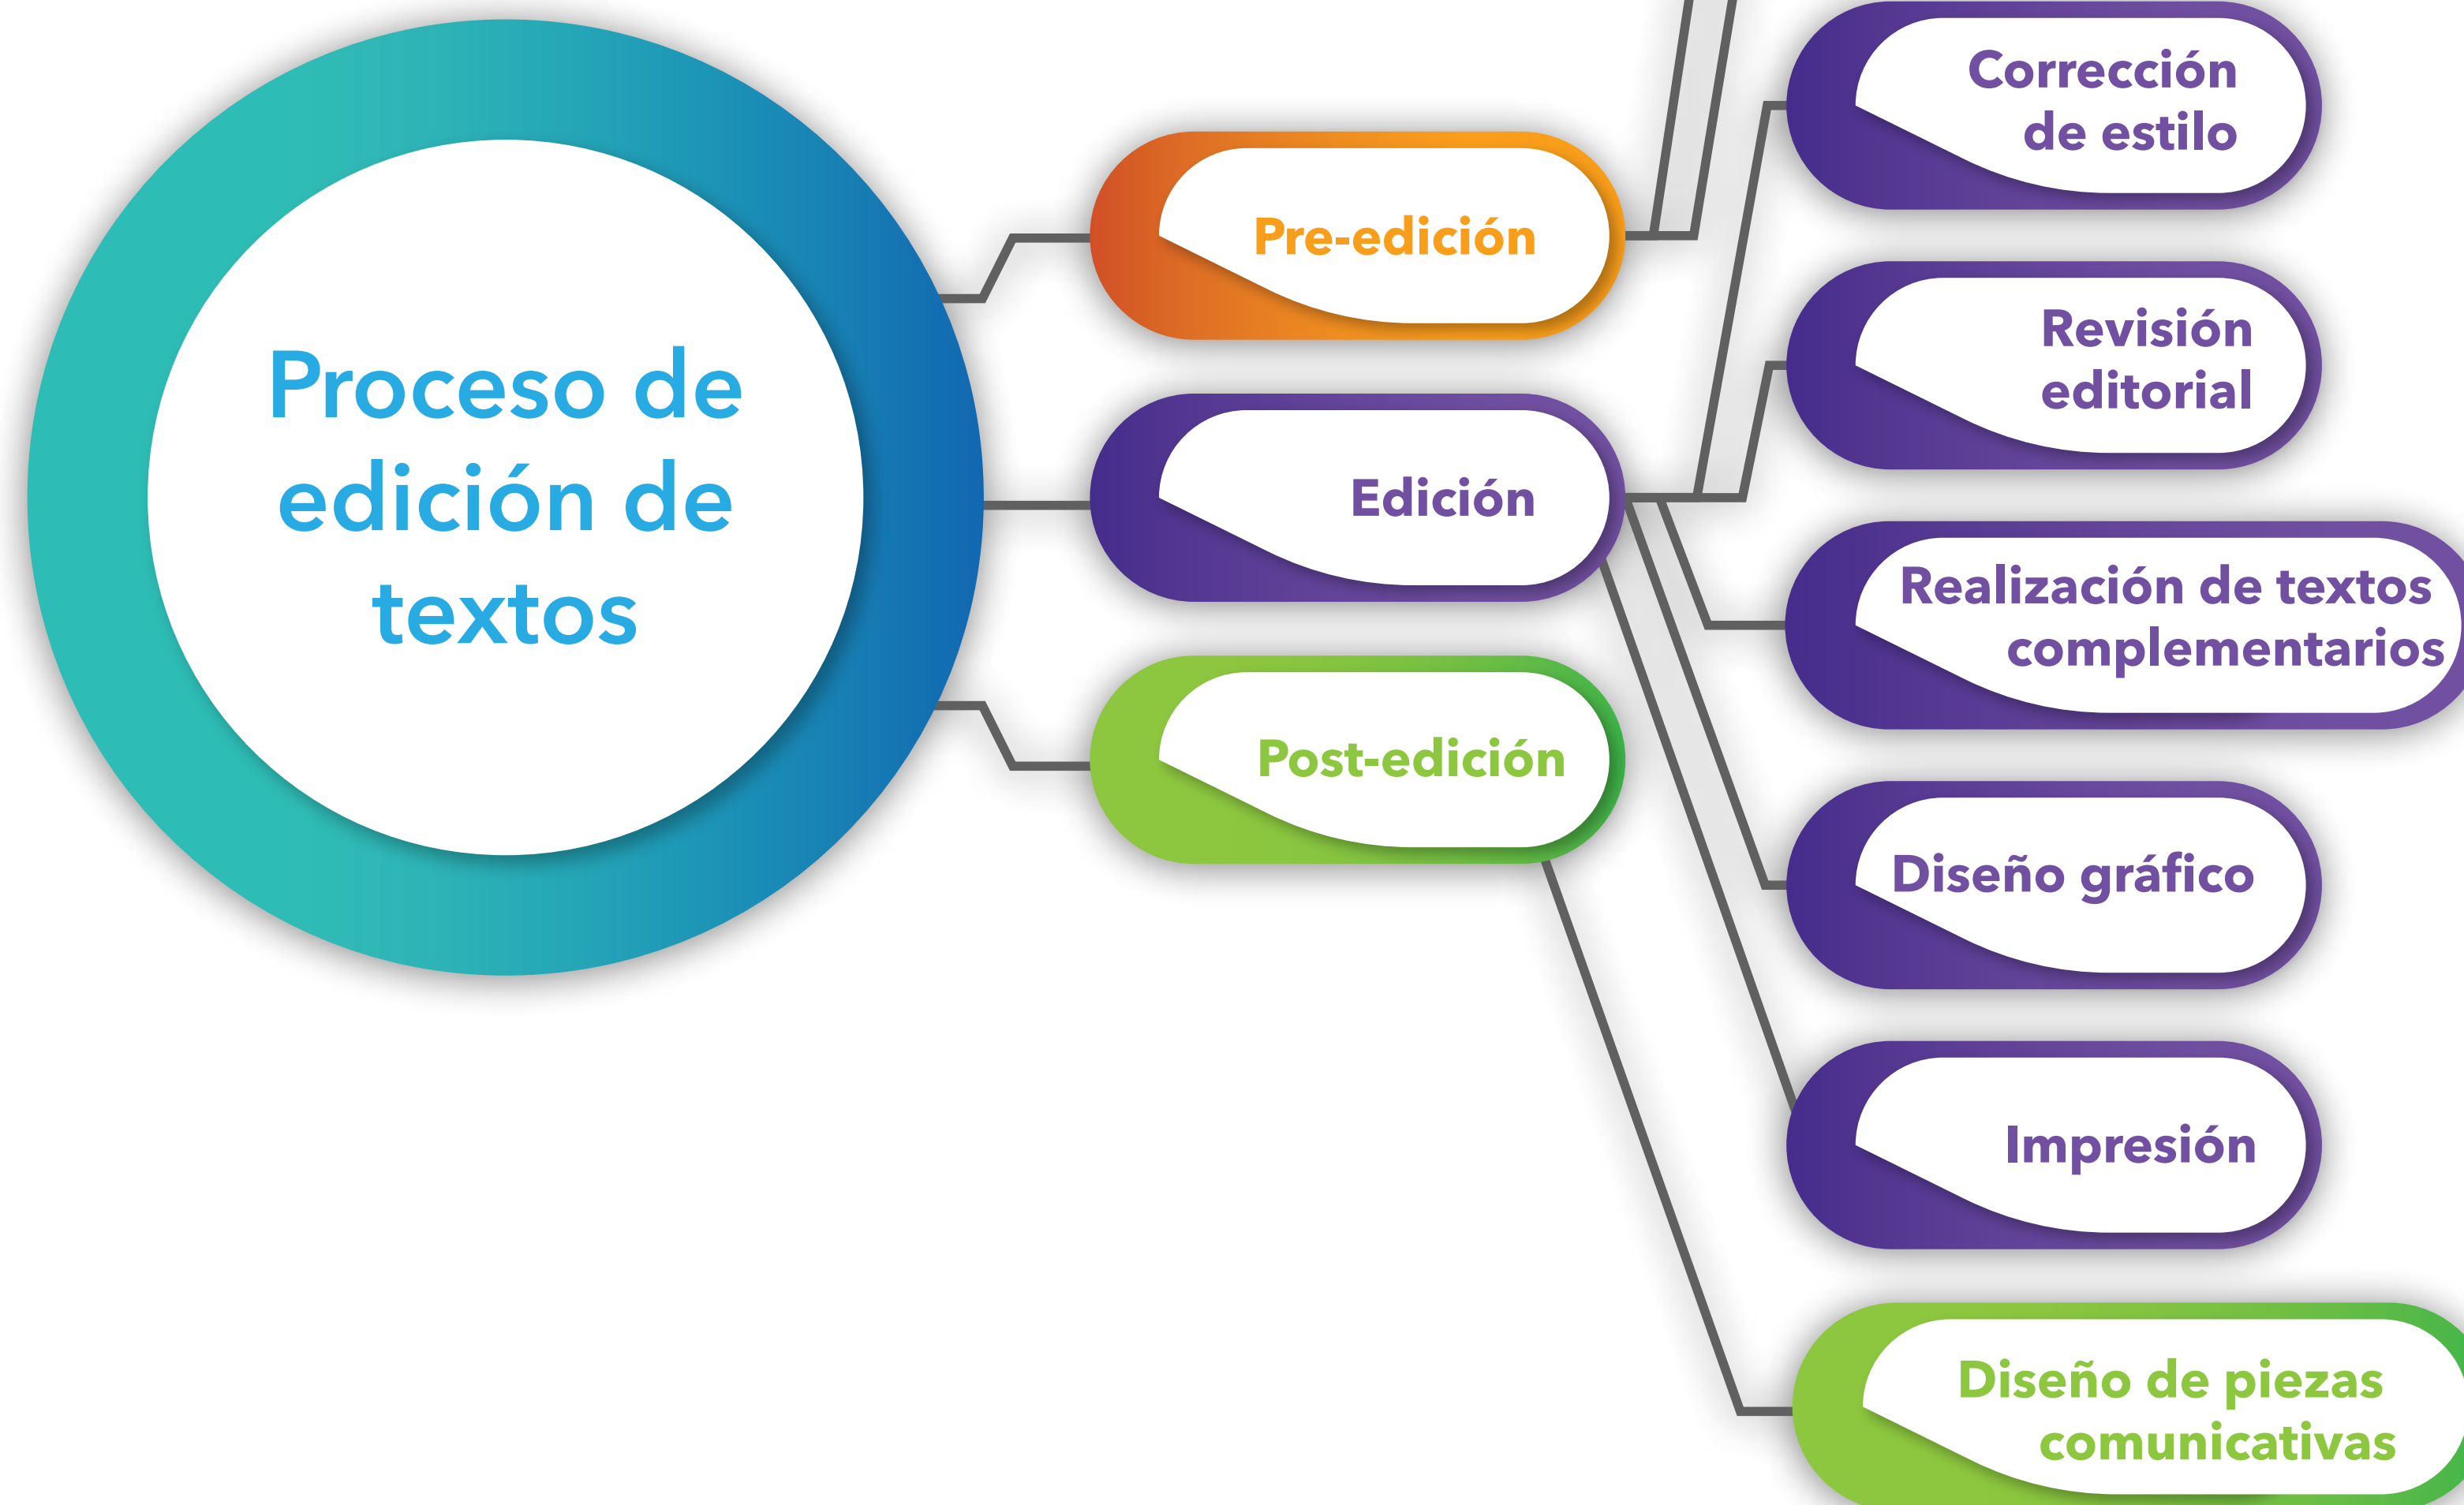 Proceso de
edición de
textos
Pre-edición
Edición
Post-edición
Corrección
de estilo
Revisión
editorial
Realización de textos
complementarios
Diseño gráfico
Impresión
Diseño de piezas
comunicativas